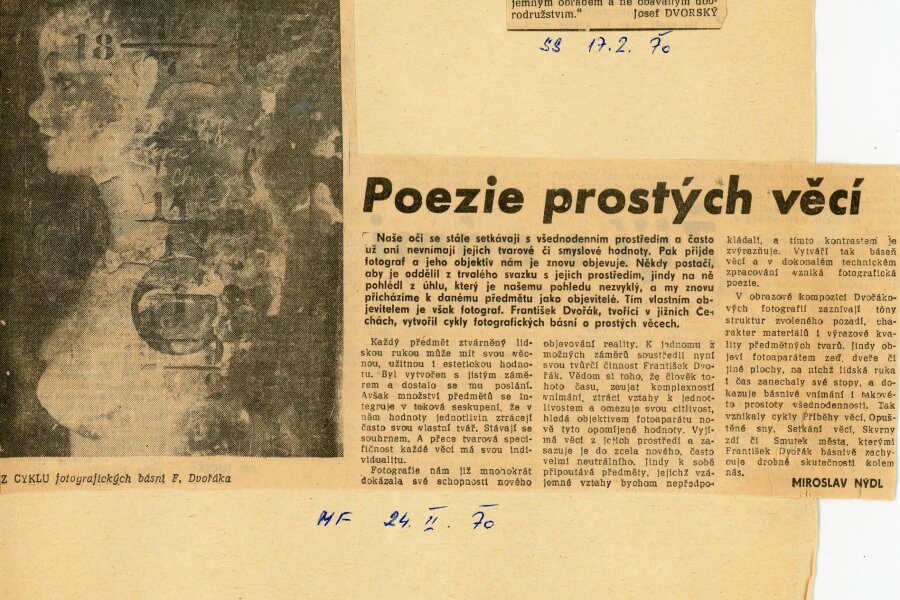 jemným obřadem a ne obávaným dob-
rodružstvím." Josef DVORSKÝ
SS 17.2. 70
18
Poezie prostých věcí
Naše oči se stále setkávají s všednodenním prostředím a často
už ani nevnímají jejich tvarové či smyslové hodnoty. Pak přijde
fotograf a jeho objektiv nám je znovu objevuje. Někdy postačí,
aby je oddělil z trvalého svazku s jejich prostředím, jindy na ně
pohlédl z úhlu, který je našemu pohledu nezvyklý, a my znovu
přicházíme k danému předmětu jako objevitelé. Tím vlastním ob-
jevitelem je však fotograf. František Dvořák, tvořící v jižních Če-
chách, vytvořil cykly fotografických básní o prostých věcech.
Každý předmět ztvárněný lid-
skou rukou může mít svou věc-
nou, užitnou i estetickou hodno-
tu. Byl vytvořen s jistým zámě-
rem a dostalo se mu poslání.
Avšak množství předmětů se in-
tegruje v taková seskupení, že v
něm hodnoty jednotlivin ztrácejí
často svou vlastní tvář. Stávají se
souhrnem. A přece tvarová speci-
fičnost každé věci má svou indi-
vidualitu.
Fotografie nám již mnohokrát
dokázala své schopnosti nového
objevování reality. K jednomu z
možných záměrů soustředil nyní
svou tvůrčí činnost František Dvo-
řák. Vědom si toho, že člověk to-
hoto času, zaujat komplexností
vnímání, ztrácí vztahy k jednot-
livostem a omezuje svou citlivost,
hledá objektivem fotoaparátu no-
vě tyto opomíjené hodnoty. Vyjí-
má věci z jejich prostředí a za-
sazuje je do zcela nového, často
velmi neutrálního. Jindy k sobě
připoutává předměty, jejichž vzá-
jemné vztahy bychom nepředpo-
kládali, a tímto kontrastem je
zvýrazňuje. Vytváří tak báseň
věcí a v dokonalém technickém
zpracování vzniká fotografická
poezie.
V obrazové kompozici Dvořáko-
vých fotografií zaznívají tóny
struktur zvoleného pozadí, cha-
rakter materiálů i výrazové kva-
lity předmětných tvarů. Jindy ob-
jeví fotoaparátem zeď, dveře či
jiné plochy, na nichž lidská ruka
i čas zanechaly své stopy, a do-
kazuje básnivé vnímání i takové-
to prostoty všednodennosti. Tak
vznikaly cykly Příběhy věcí, Opuš-
těné sny, Setkání věcí, Skvrny
zdí či Smutek města, kterými
František Dvořák básnivě zachy-
cuje drobné skutečnosti kolem
nás.
MIROSLAV NÝDL
Z CYKLU fotografických básní F. Dvořáka
MF 24. II. 70